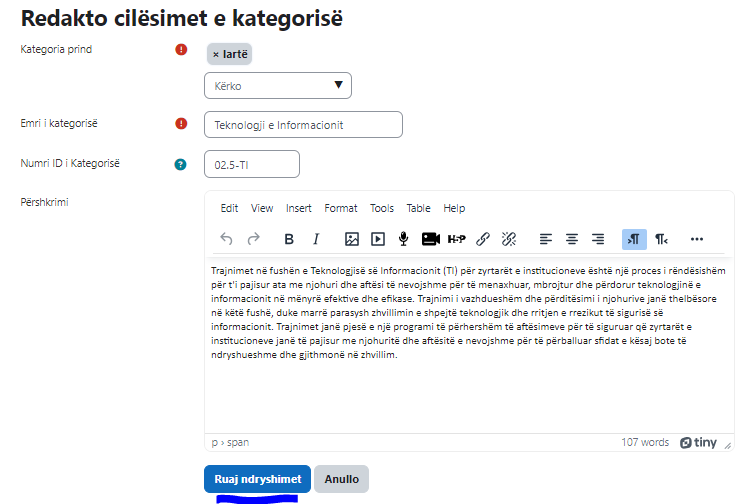 Redakto cilësimet e kategorisë
Kategoria prind
× Iartë
Kërko
Emri i kategorisë
Teknologji e Informacionit
Numri ID i Kategorisë
02.5-TI
Përshkrimi
Edit View Insert Format Tools Table Help
B I H5P
Trajnimet në fushën e Teknologjisë së Informacionit (TI) për zyrtarët e institucioneve është një proces i rëndësishëm
për t'i pajisur ata me njohuri dhe aftësi të nevojshme për të menaxhuar, mbrojtur dhe përdorur teknologjinë e
informacionit në mënyrë efektive dhe efikase. Trajnimi i vazhdueshëm dhe përditësimi i njohurive janë thelbësore
në këtë fushë, duke marrë parasysh zhvillimin e shpejtë teknologjik dhe rritjen e rrezikut të sigurisë së
informacionit. Trajnimet janë pjesë e një programi të përhershëm të aftësimeve për të siguruar që zyrtarët e
institucioneve janë të pajisur me njohuritë dhe aftësitë e nevojshme për të përballuar sfidat e kësaj bote të
ndryshueshme dhe gjithmonë në zhvillim.
p › span
107 words tiny
Ruaj ndryshimet Anullo